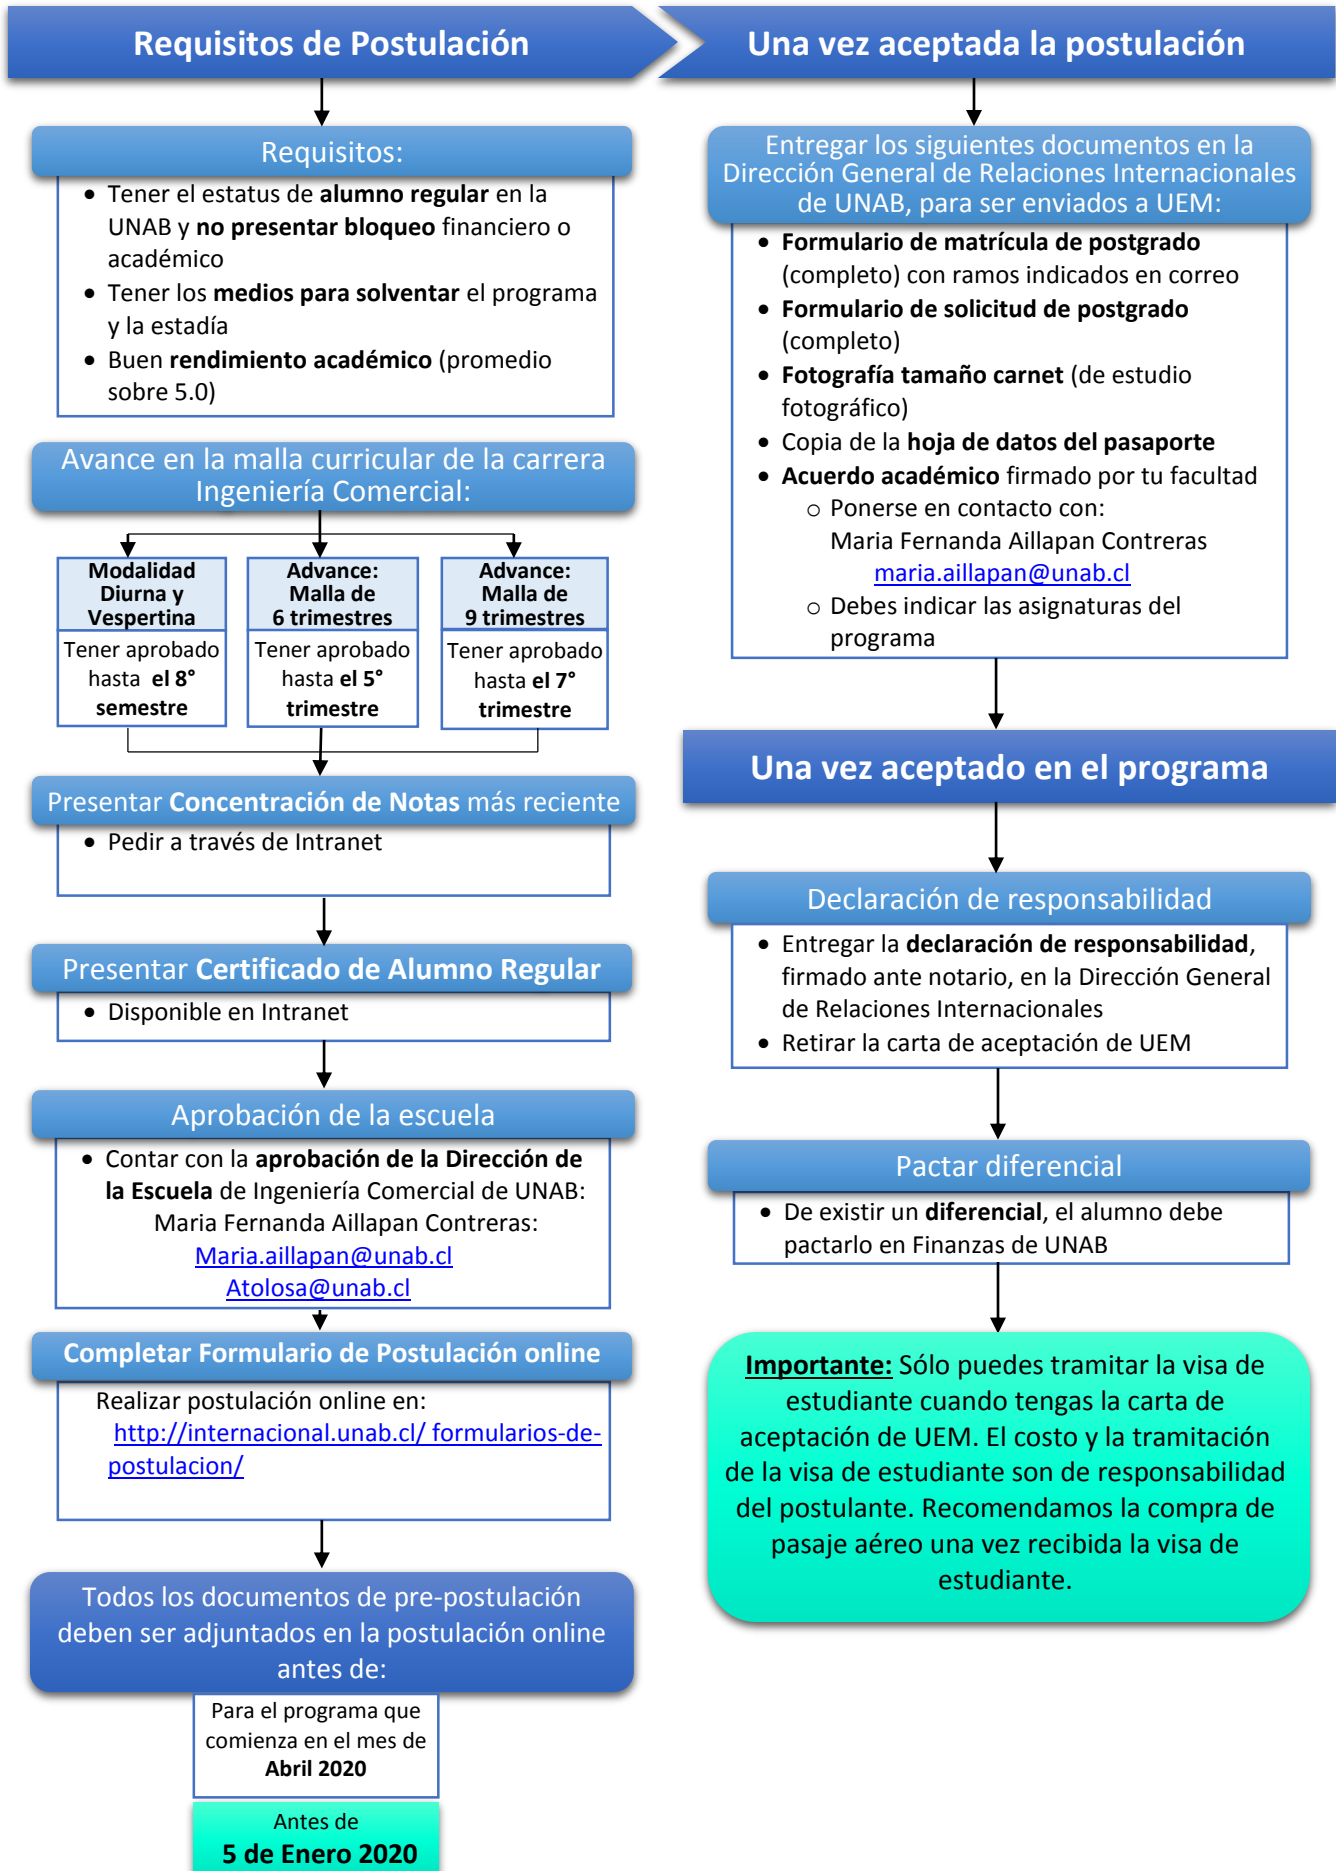 Requisitos de Postulación
Requisitos:
• Tener el estatus de alumno regular en la
UNAB y no presentar bloqueo financiero o
académico
• Tener los medios para solventar el programa
y la estadía
• Buen rendimiento académico (promedio
sobre 5.0)
Avance en la malla curricular de la carrera
Ingeniería Comercial:
Modalidad
Diurna y
Vespertina
Tener aprobado
hasta el 8°
semestre
Advance:
Malla de
6 trimestres
Tener aprobado
hasta el 5°
trimestre
Advance:
Malla de
9 trimestres
Tener aprobado
hasta el 7°
trimestre
Presentar Concentración de Notas más reciente
• Pedir a través de Intranet
Presentar Certificado de Alumno Regular
• Disponible en Intranet
Aprobación de la escuela
• Contar con la aprobación de la Dirección de
la Escuela de Ingeniería Comercial de UNAB:
Maria Fernanda Aillapan Contreras:
Maria.aillapan@unab.cl
Atolosa@unab.cl
Completar Formulario de Postulación online
Realizar postulación online en:
http://internacional.unab.cl/ formularios-de-
postulacion/
Todos los documentos de pre-postulación
deben ser adjuntados en la postulación online
antes de:
Para el programa que
comienza en el mes de
Abril 2020
Antes de
5 de Enero 2020
Una vez aceptada la postulación
Entregar los siguientes documentos en la
Dirección General de Relaciones Internacionales
de UNAB, para ser enviados a UEM:
• Formulario de matrícula de postgrado
(completo) con ramos indicados en correo
• Formulario de solicitud de postgrado
(completo)
• Fotografía tamaño carnet (de estudio
fotográfico)
• Copia de la hoja de datos del pasaporte
• Acuerdo académico firmado por tu facultad
o Ponerse en contacto con:
Maria Fernanda Aillapan Contreras
maria.aillapan@unab.cl
o Debes indicar las asignaturas del
programa
Una vez aceptado en el programa
Declaración de responsabilidad
• Entregar la declaración de responsabilidad,
firmado ante notario, en la Dirección General
de Relaciones Internacionales
• Retirar la carta de aceptación de UEM
Pactar diferencial
• De existir un diferencial, el alumno debe
pactarlo en Finanzas de UNAB
Importante: Sólo puedes tramitar la visa de
estudiante cuando tengas la carta de
aceptación de UEM. El costo y la tramitación
de la visa de estudiante son de responsabilidad
del postulante. Recomendamos la compra de
pasaje aéreo una vez recibida la visa de
estudiante.